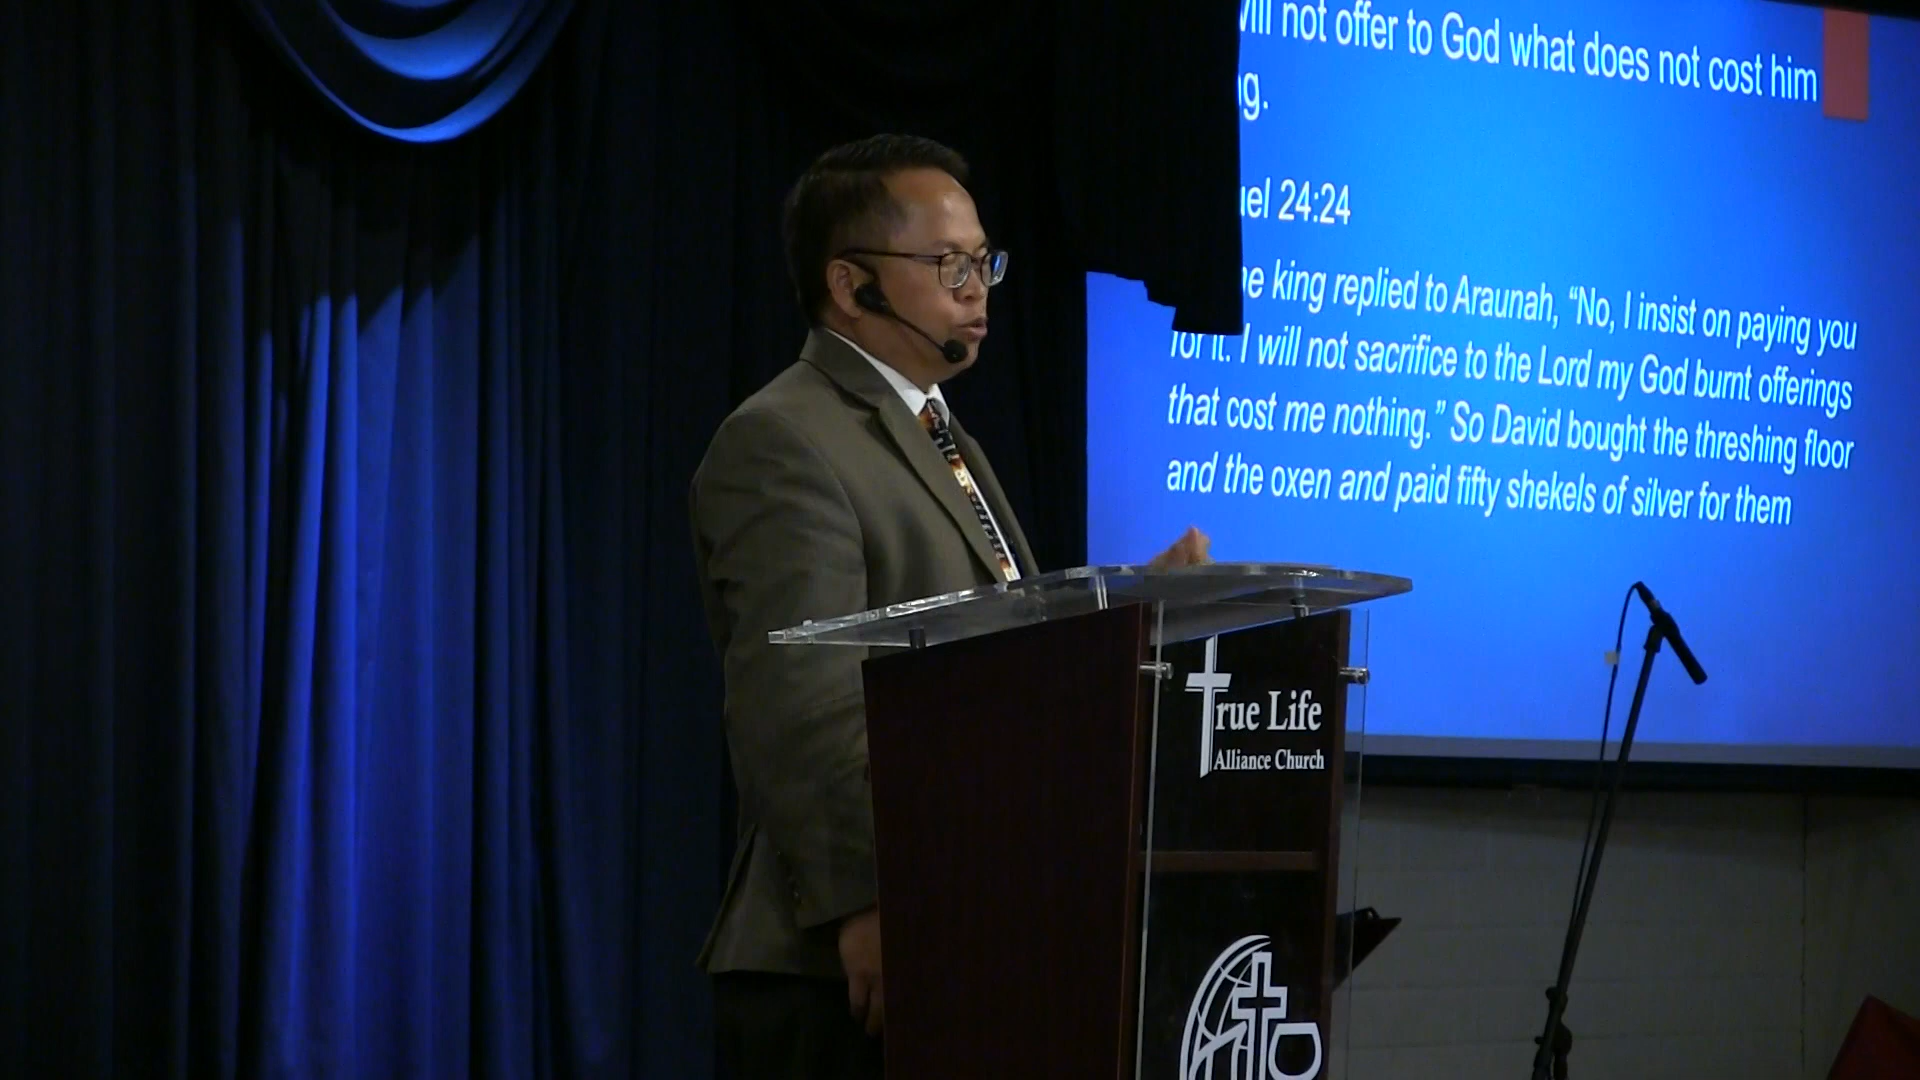 will not offer to God what does not cost him
24:24
king replied to Araunah, “No, I insist on paying you
for it. I will not sacrifice to the Lord my God burnt offerings
that cost me nothing.” So David bought the threshing floor
and the oxen and paid fifty shekels of silver for them
True Life
Alliance Church